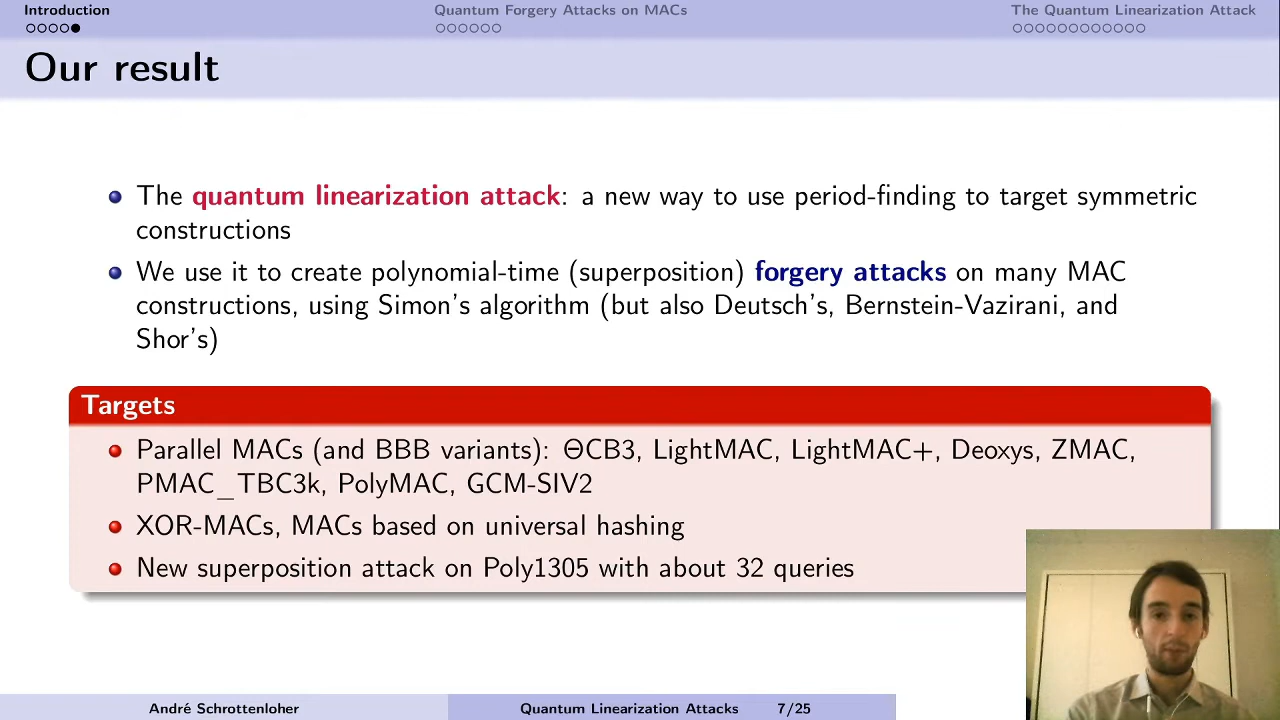 Introduction
Quantum Forgery Attacks on MACs
The Quantum Linearization Attack
Our result
The quantum linearization attack: a new way to use period-finding to target symmetric
constructions
We use it to create polynomial-time (superposition) forgery attacks on many MAC
constructions, using Simon's algorithm (but also Deutsch's, Bernstein-Vazirani, and
Shor's)
Targets
Parallel MACs (and BBB variants): ΘCB3, LightMAC, LightMAC+, Deoxys, ZMAC,
PMAC_TBC3k, PolyMAC, GCM-SIV2
XOR-MACs, MACs based on universal hashing
New superposition attack on Poly1305 with about 32 queries
André Schrottenloher
Quantum Linearization Attacks
7/25